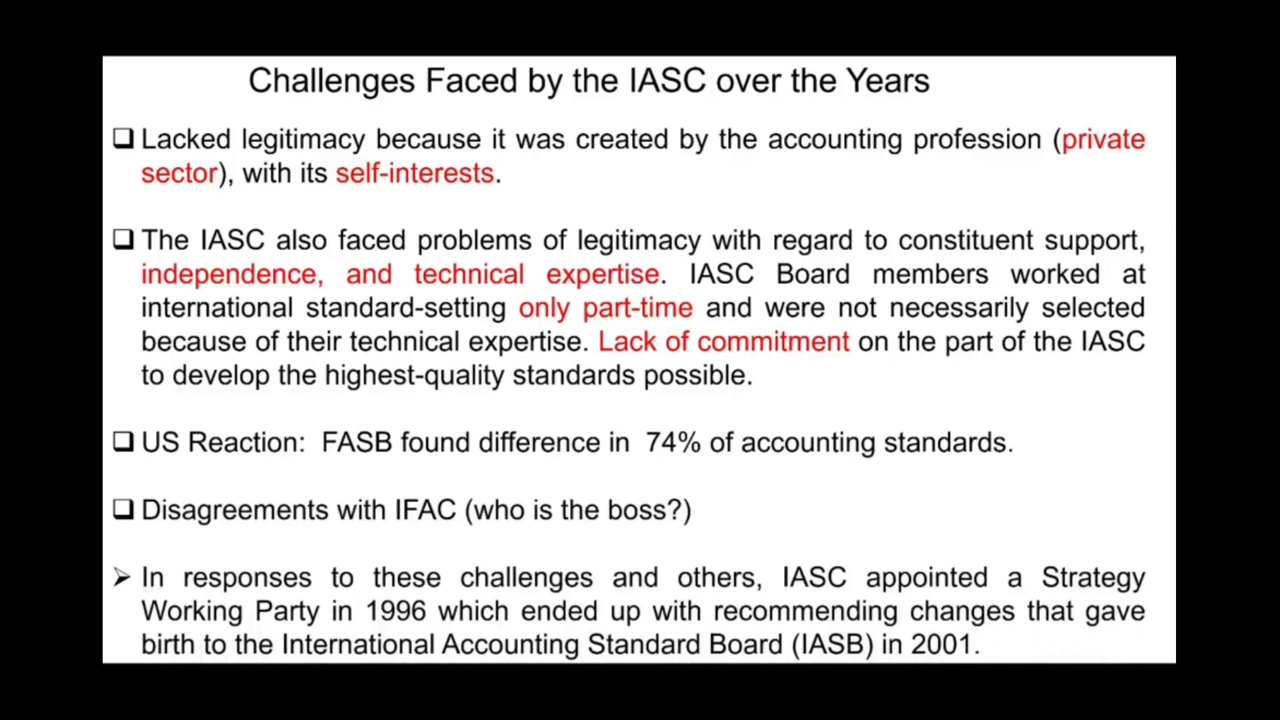 Challenges Faced by the IASC over the Years
❑ Lacked legitimacy because it was created by the accounting profession (private
sector), with its self-interests.
❑ The IASC also faced problems of legitimacy with regard to constituent support,
independence, and technical expertise. IASC Board members worked at
international standard-setting only part-time and were not necessarily selected
because of their technical expertise. Lack of commitment on the part of the IASC
to develop the highest-quality standards possible.
❑ US Reaction: FASB found difference in 74% of accounting standards.
❑ Disagreements with IFAC (who is the boss?)
➢ In responses to these challenges and others, IASC appointed a Strategy
Working Party in 1996 which ended up with recommending changes that gave
birth to the International Accounting Standard Board (IASB) in 2001.